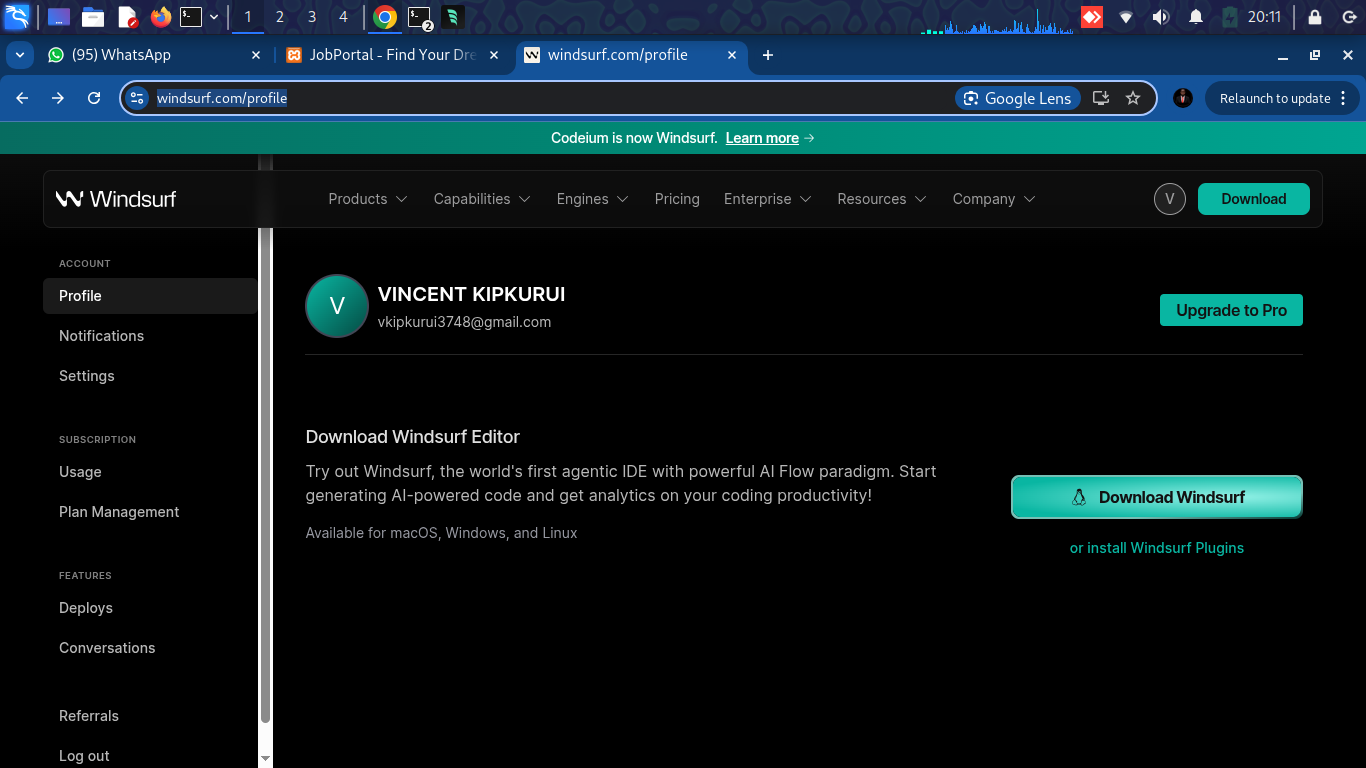 1 2 3 4 2 20:11
(95) WhatsApp JobPortal - Find Your Dre windsurf.com/profile
windsurf.com/profile Google Lens Relaunch to update
Codeium is now Windsurf. Learn more →
Windsurf Products Capabilities Engines Pricing Enterprise Resources Company V Download
ACCOUNT
Profile
Notifications
Settings
SUBSCRIPTION
Usage
Plan Management
FEATURES
Deploys
Conversations
Referrals
Log out
V
VINCENT KIPKURUI
vkipkurui3748@gmail.com
Upgrade to Pro
Download Windsurf Editor
Try out Windsurf, the world's first agentic IDE with powerful AI Flow paradigm. Start
generating AI-powered code and get analytics on your coding productivity!
Available for macOS, Windows, and Linux
Download Windsurf
or install Windsurf Plugins